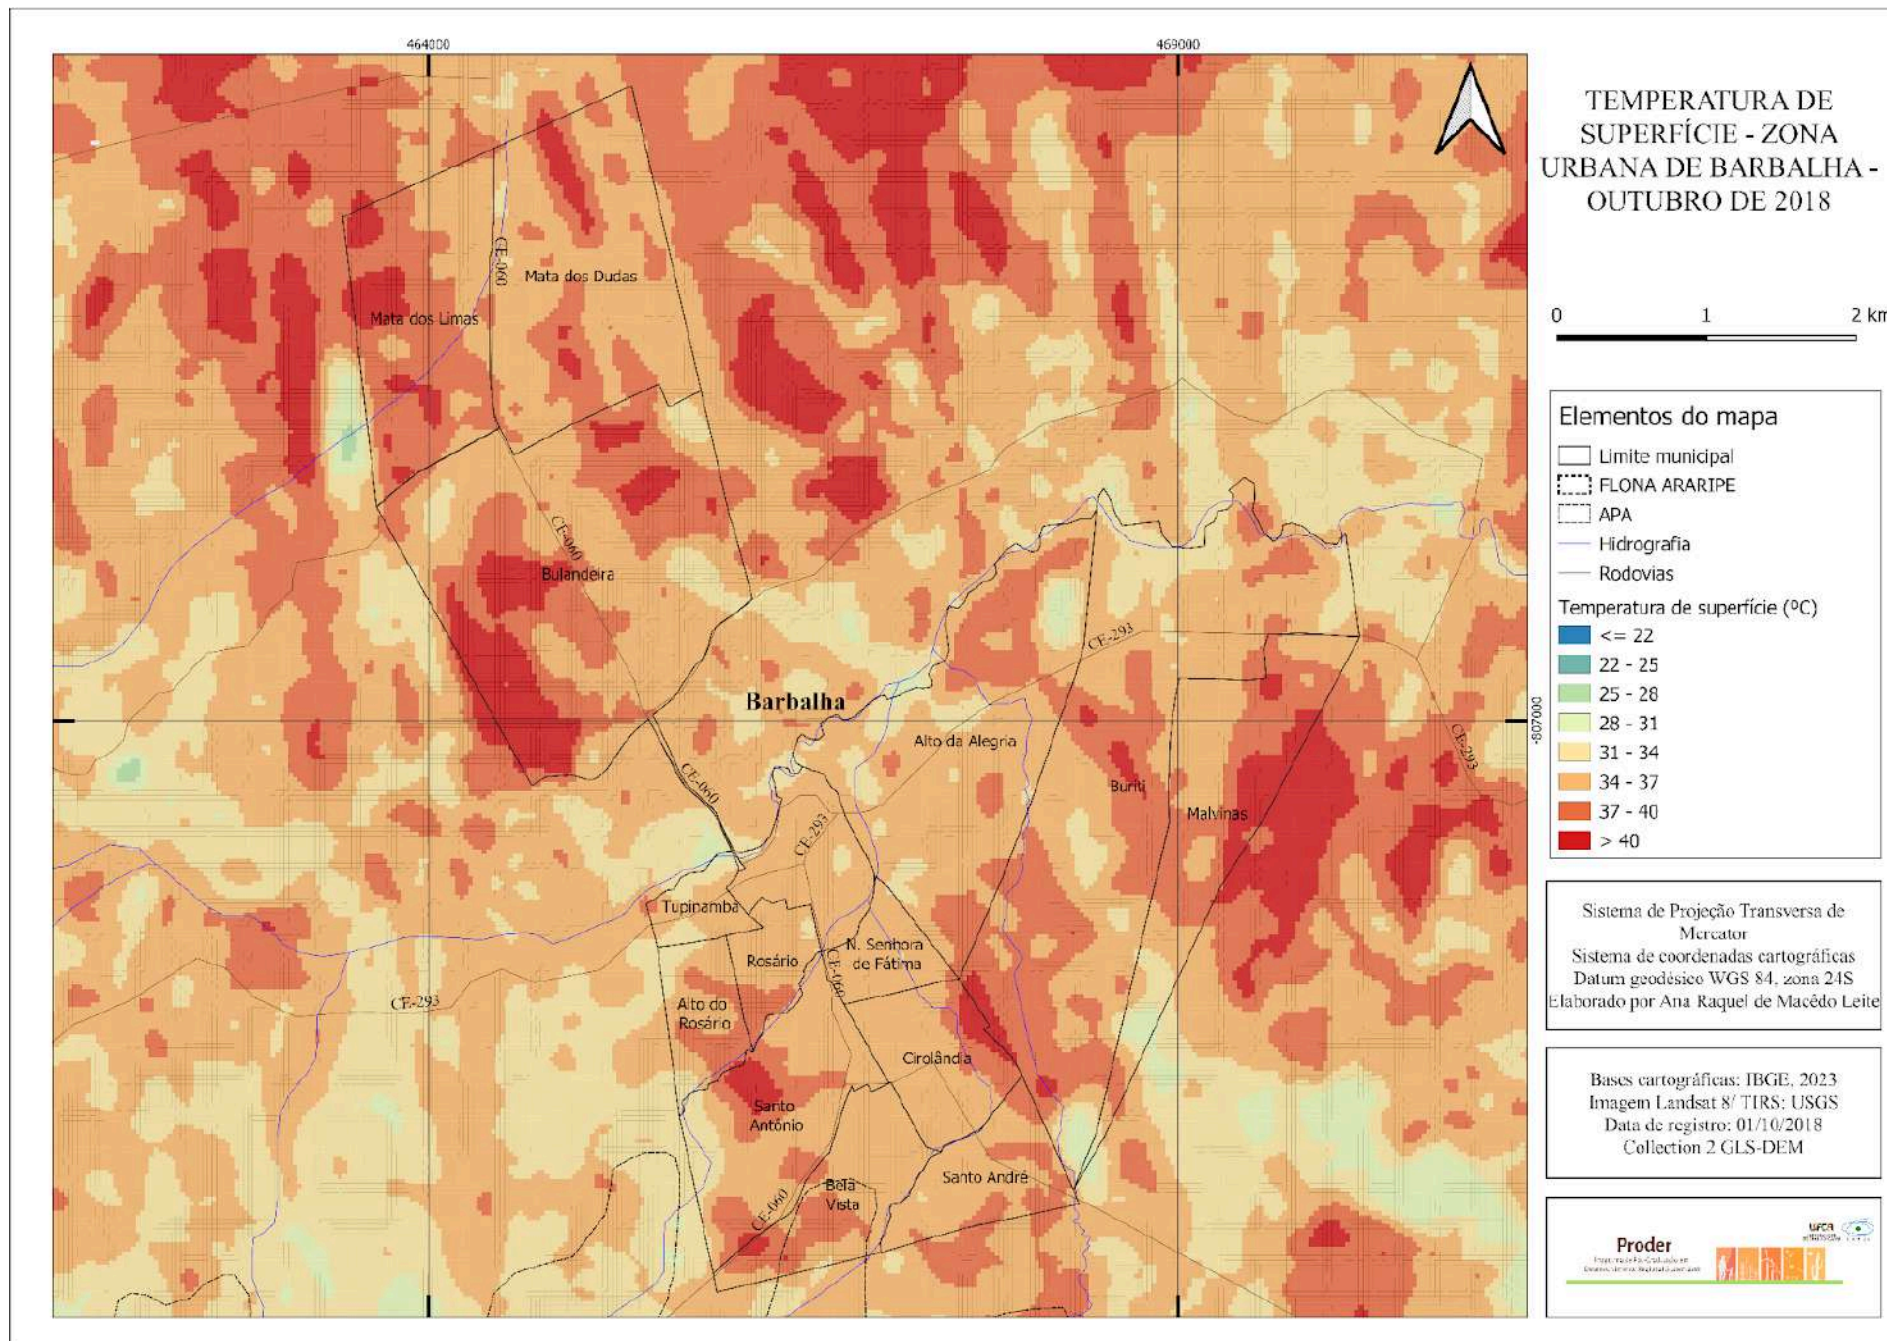 464000
469000
-807000
CE-060
Mata dos Dudas
Mata dos Limas
CE-060
Bulandeira
CE-293
Barbalha
Alto da Alegria
CE-293
CE-060
Buriti
Malvinas
CE-293
Tupinamba
Rosário
N. Senhora
de Fátima
CE-060
CE-293
Alto do
Rosário
Cirolândia
Santo
Antônio
Santo André
Bela
Vista
CE-060
TEMPERATURA DE
SUPERFÍCIE - ZONA
URBANA DE BARBALHA -
OUTUBRO DE 2018
0 1 2 km
Elementos do mapa
Limite municipal
FLONA ARARIPE
APA
Hidrografia
Rodovias
Temperatura de superfície (ºC)
<= 22
22 - 25
25 - 28
28 - 31
31 - 34
34 - 37
37 - 40
> 40
Sistema de Projeção Transversa de
Mercator
Sistema de coordenadas cartográficas
Datum geodésico WGS 84, zona 24S
Elaborado por Ana Raquel de Macêdo Leite
Bases cartográficas: IBGE, 2023
Imagem Landsat 8/ TIRS: USGS
Data de registro: 01/10/2018
Collection 2 GLS-DEM
Proder
UFCA